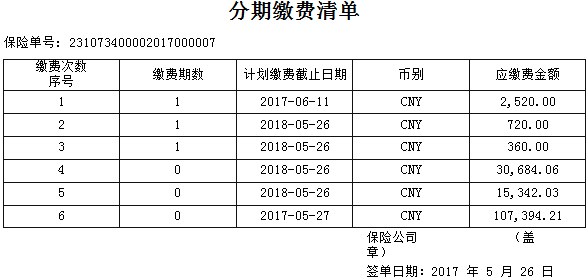 分期缴费清单
保险单号：231073400002017000007
缴费次数序号 缴费期数 计划缴费截止日期 币别 应缴费金额
1 1 2017-06-11 CNY 2,520.00
2 1 2018-05-26 CNY 720.00
3 1 2018-05-26 CNY 360.00
4 0 2018-05-26 CNY 30,684.06
5 0 2018-05-26 CNY 15,342.03
6 0 2017-05-27 CNY 107,394.21
保险公司 （盖
章）
签单日期：2017 年 5 月 26 日